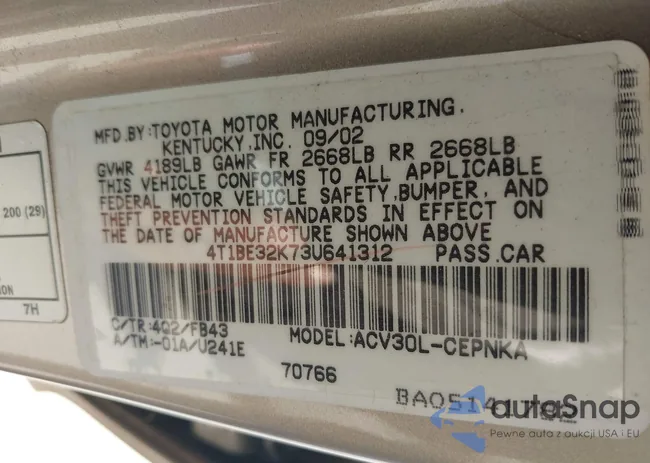 MFD.BY:TOYOTA MOTOR MANUFACTURING,
KENTUCKY,INC. 09/02
GVWR 4189LB GAWR FR 2668LB RR 2668LB
THIS VEHICLE CONFORMS TO ALL APPLICABLE
FEDERAL MOTOR VEHICLE SAFETY,BUMPER, AND
THEFT PREVENTION STANDARDS IN EFFECT ON
THE DATE OF MANUFACTURE SHOWN ABOVE
4T1BE32K73U641312 PASS.CAR
C/TR:4Q2/FB43
A/TM:-01A/U241E
MODEL:ACV30L-CEPNKA
70766
200 (29)
7H
autoSnap
Pewne auta z aukcji USA i EU